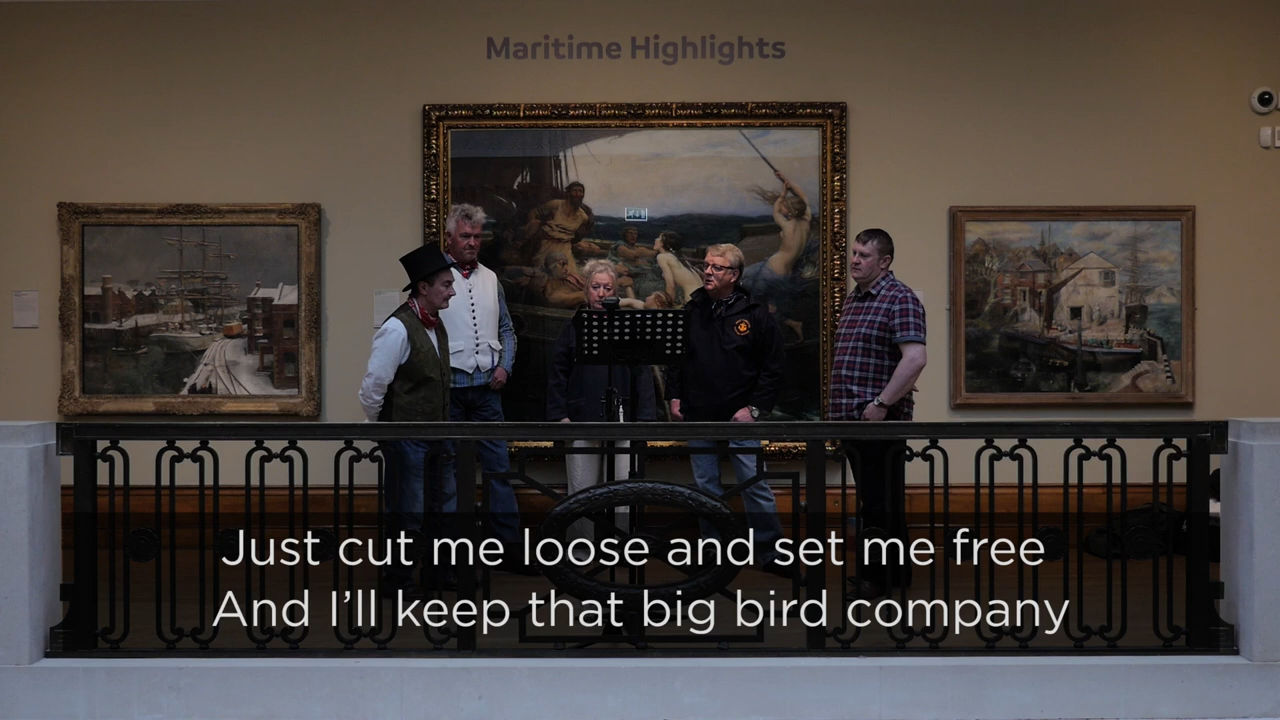 Maritime Highlights
Just cut me loose and set me free
And I'll keep that big bird company